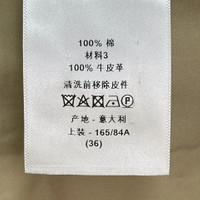 100% 棉
材料3
100% 牛皮革
清洗前移除皮件
产地 - 意大利
上装 - 165/84A
(36)